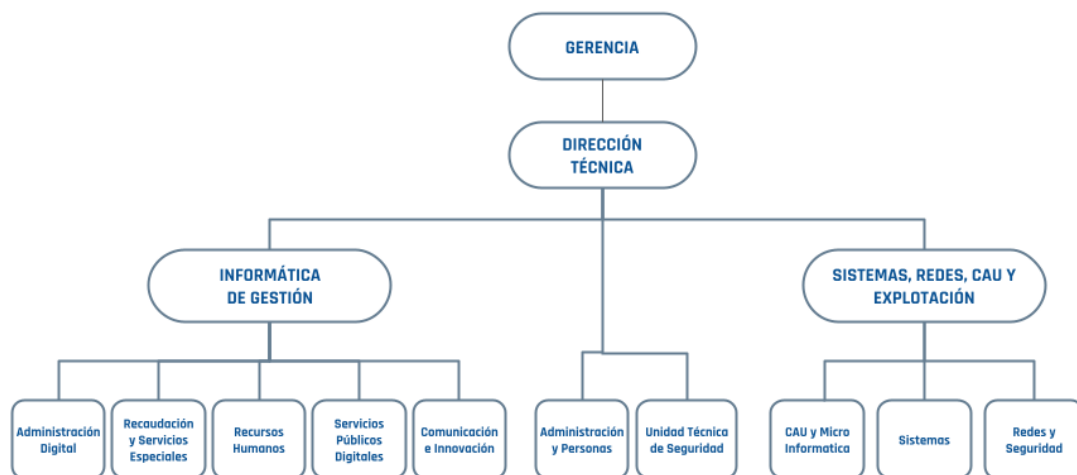 GERENCIA
DIRECCIÓN
TÉCNICA
INFORMÁTICA
DE GESTIÓN
SISTEMAS, REDES, CAU Y
EXPLOTACIÓN
Administración
Digital
Recaudación
y Servicios
Especiales
Recursos
Humanos
Servicios
Públicos
Digitales
Comunicación
e Innovación
Administración
y Personas
Unidad Técnica
de Seguridad
CAU y Micro
Informatica
Sistemas
Redes y
Seguridad